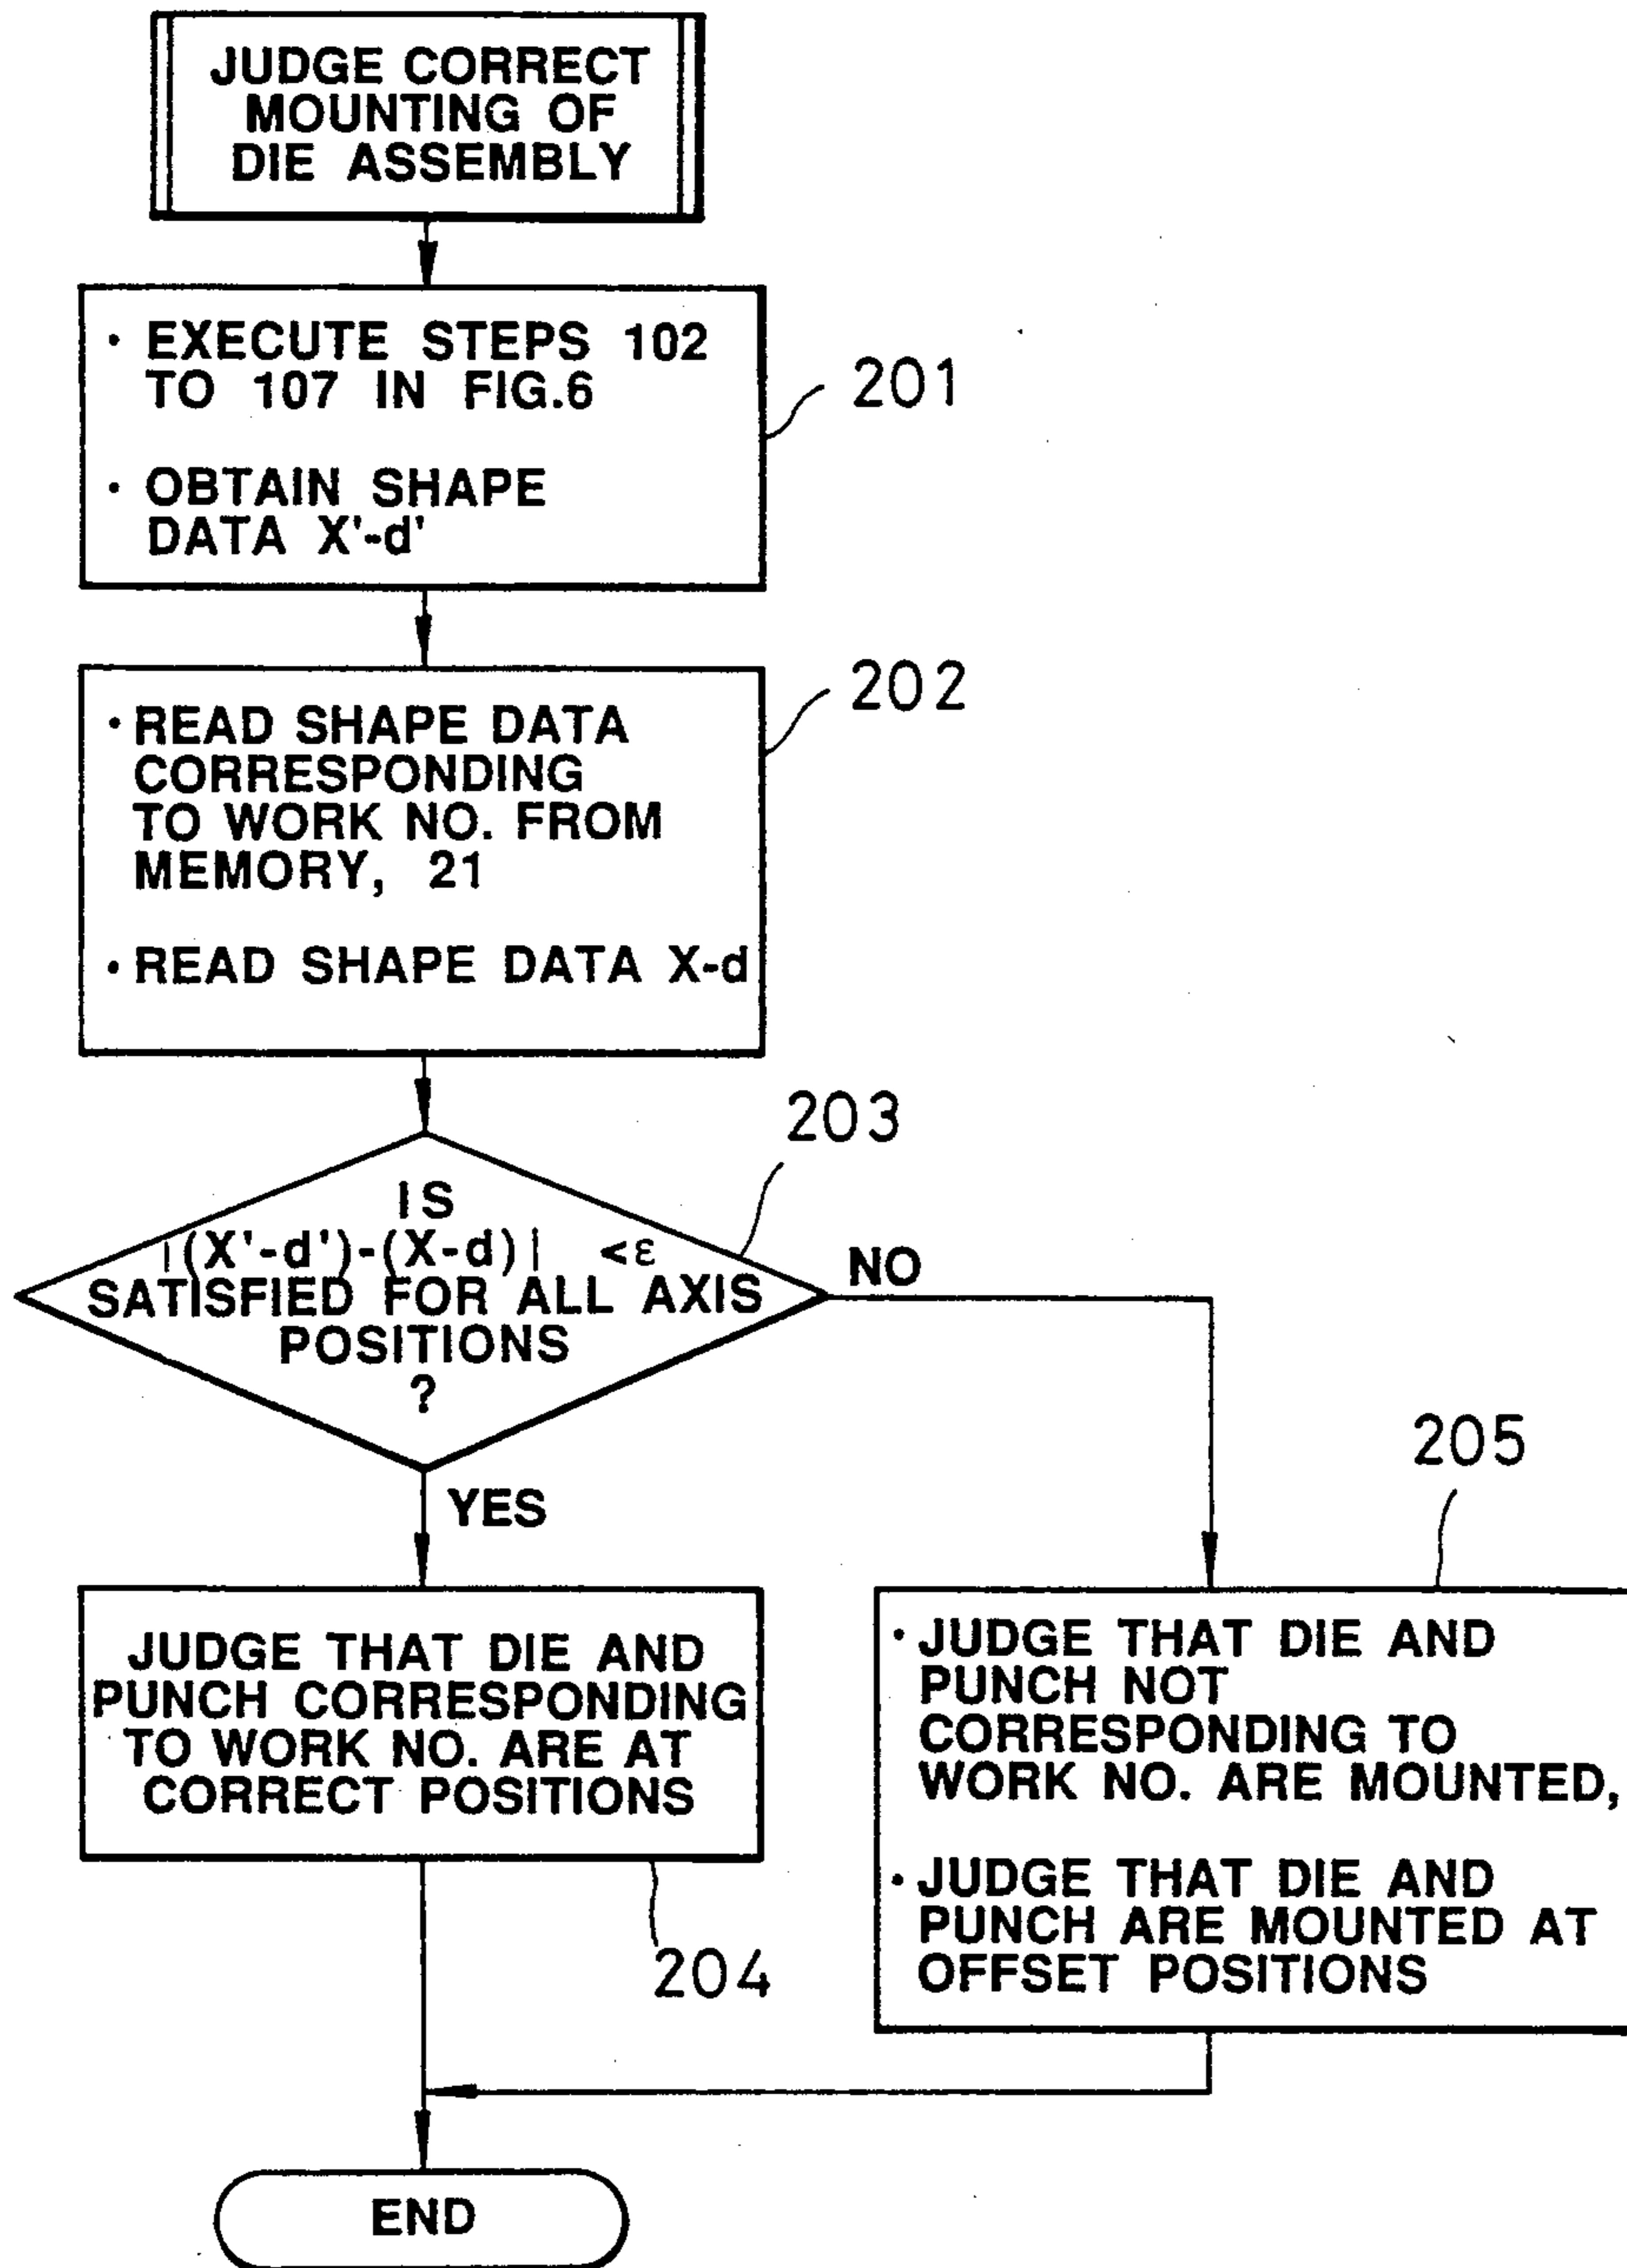 JUDGE CORRECT
MOUNTING OF
DIE ASSEMBLY
· EXECUTE STEPS 102
TO 107 IN FIG.6
· OBTAIN SHAPE
DATA X'-d'
201
· READ SHAPE DATA
CORRESPONDING
TO WORK NO. FROM
MEMORY, 21
· READ SHAPE DATA X-d
202
IS
|(X'-d')-(X-d)| <ε
SATISFIED FOR ALL AXIS
POSITIONS
?
203
NO
YES
JUDGE THAT DIE AND
PUNCH CORRESPONDING
TO WORK NO. ARE AT
CORRECT POSITIONS
204
205
· JUDGE THAT DIE AND
PUNCH NOT
CORRESPONDING TO
WORK NO. ARE MOUNTED,
· JUDGE THAT DIE AND
PUNCH ARE MOUNTED AT
OFFSET POSITIONS
END